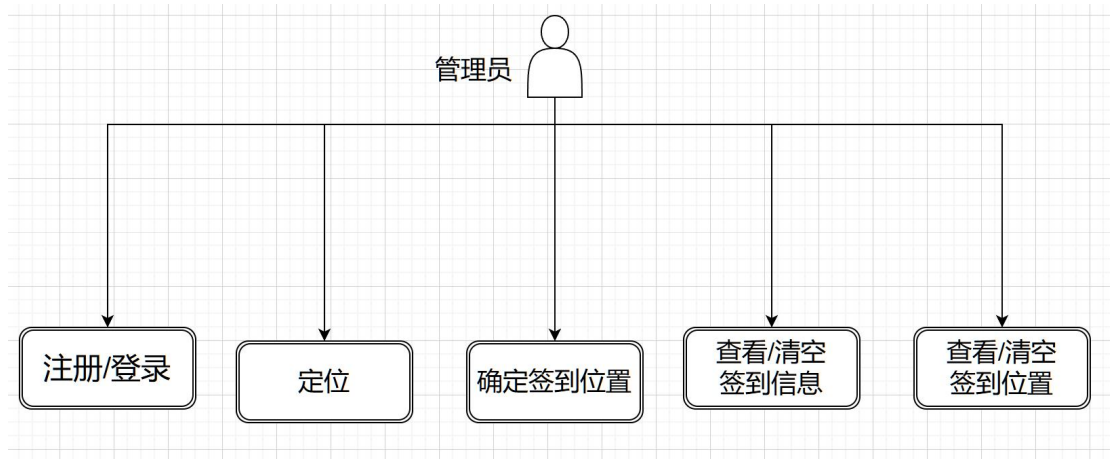 管理员
注册/登录
定位
确定签到位置
查看/清空
签到信息
查看/清空
签到位置